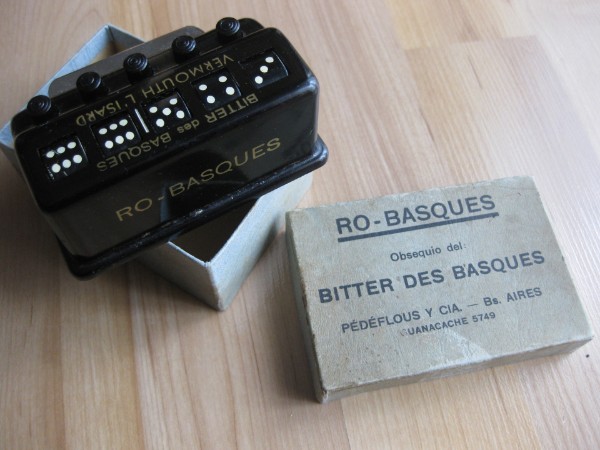 VERMOUTH L'ISARD
BITTER des BASQUES
RO-BASQUES
RO-BASQUES
Obsequio del:
BITTER DES BASQUES
PÉDÉFLOUS Y CIA. — Bs. AIRES
GUANACACHE 5749